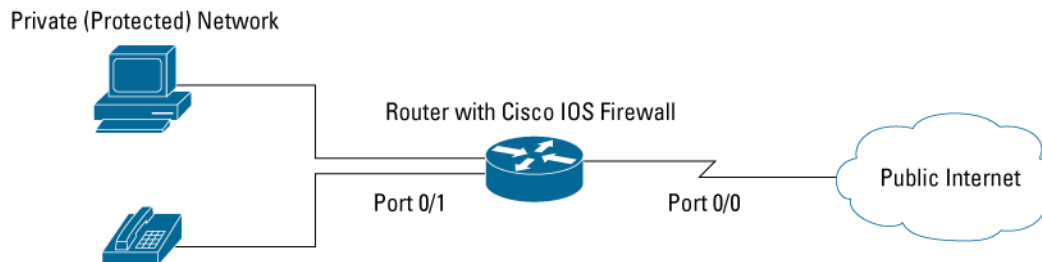 Private (Protected) Network
Router with Cisco IOS Firewall
Port 0/1
Port 0/0
Public Internet